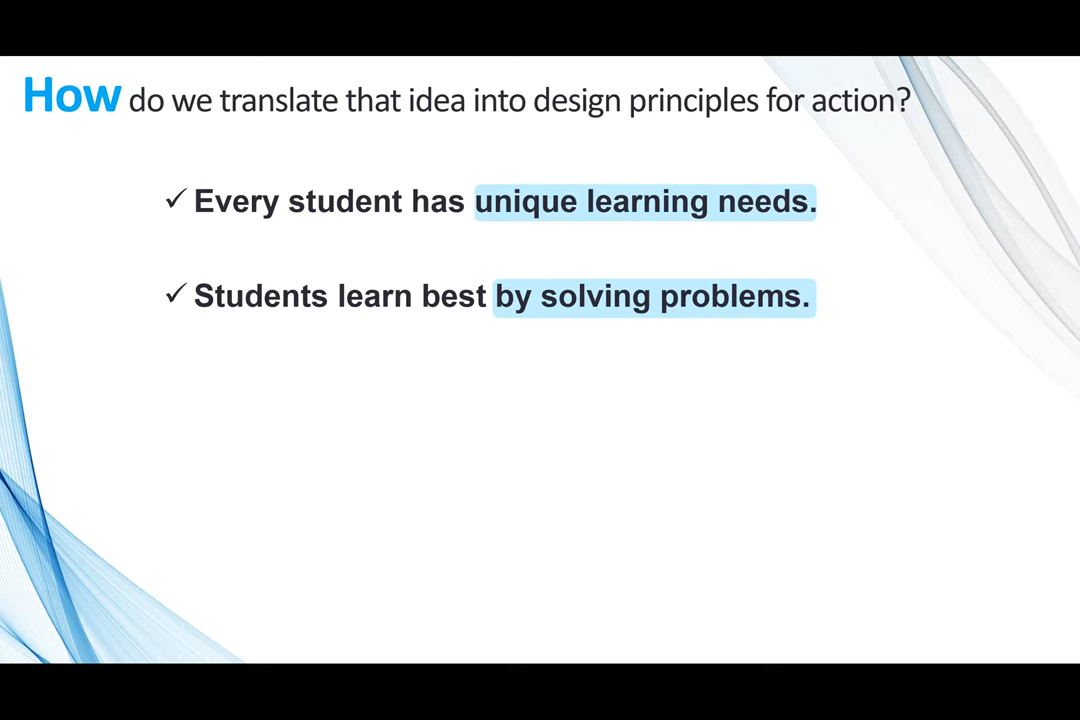 How do we translate that idea into design principles for action?
✓ Every student has unique learning needs.
✓ Students learn best by solving problems.